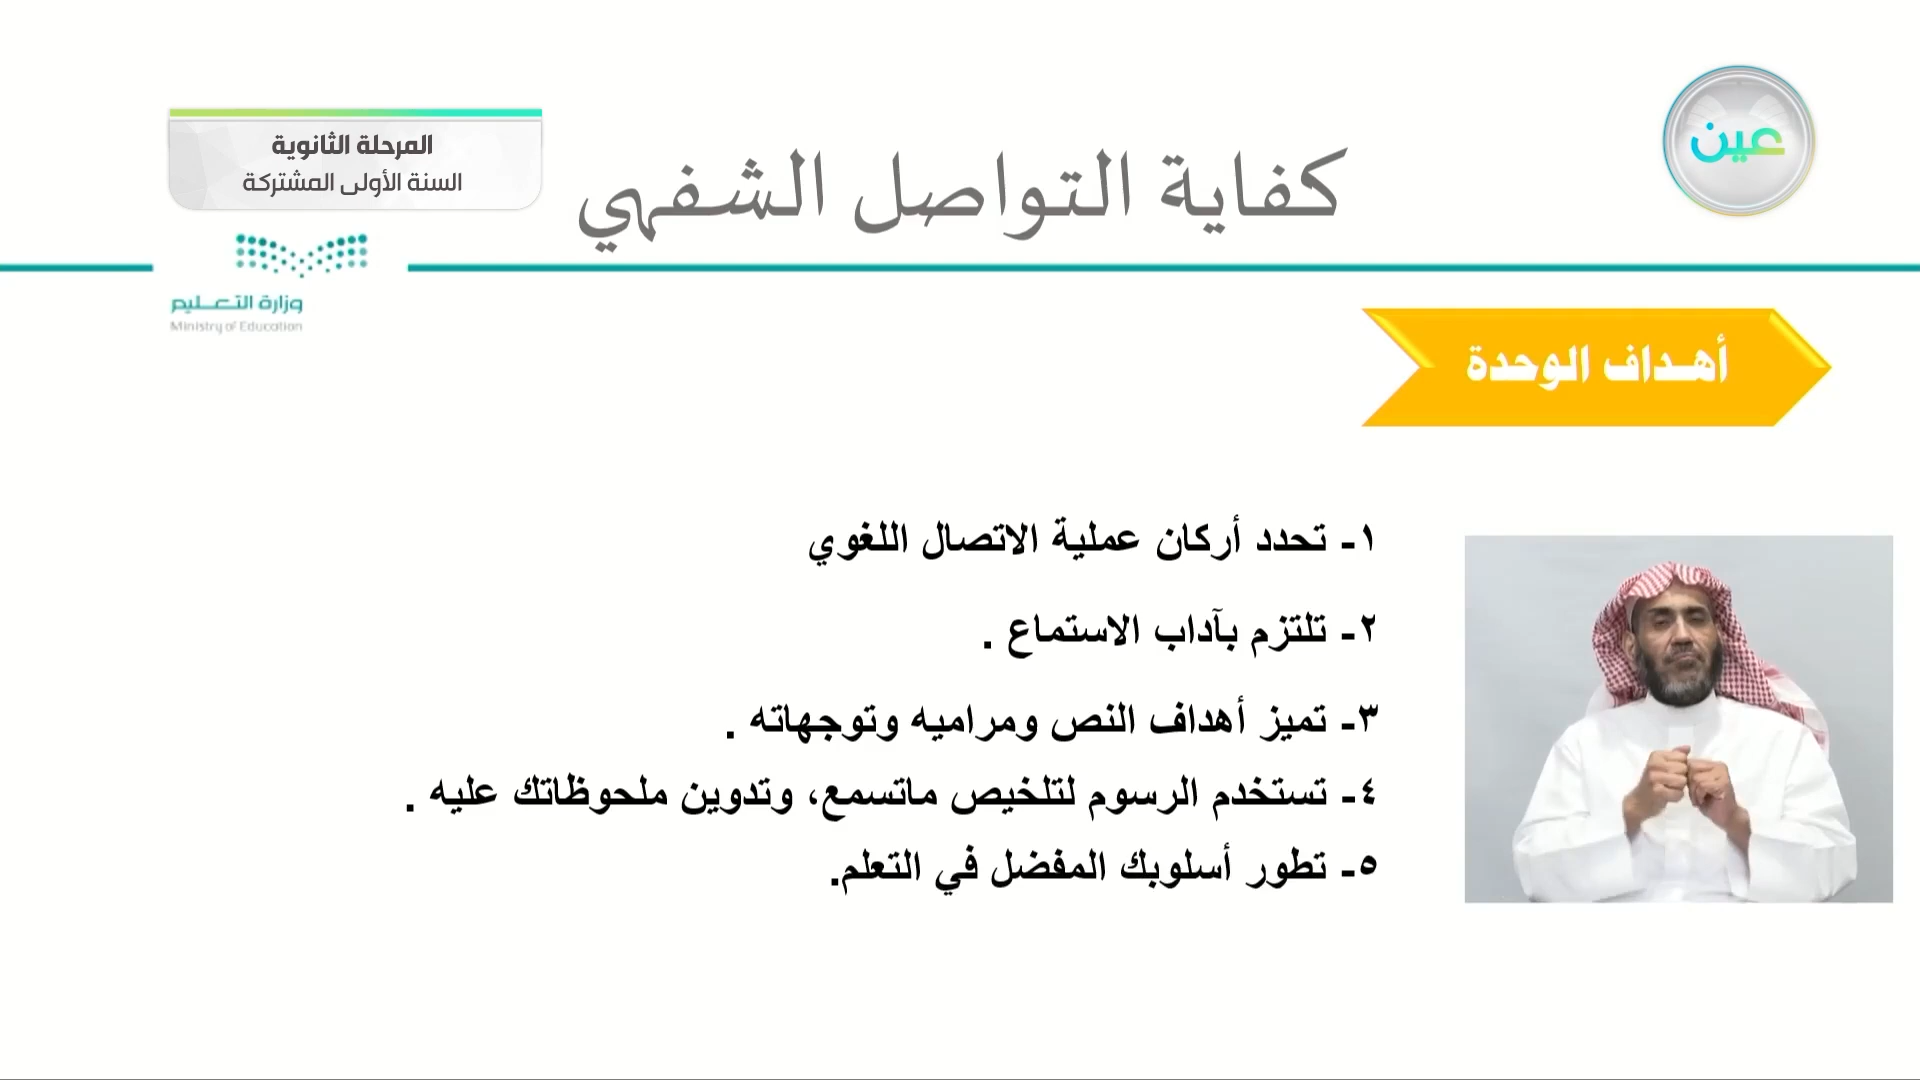 عين
كفاية التواصل الشفهي
المرحلة الثانوية
السنة الأولى المشتركة
وزارة التعليم
Ministry of Education
أهداف الوحدة
١- تحدد أركان عملية الاتصال اللغوي
٢- تلتزم بآداب الاستماع .
٣- تميز أهداف النص ومراميه وتوجهاته .
٤- تستخدم الرسوم لتلخيص ماتسمع، وتدوين ملحوظاتك عليه .
٥- تطور أسلوبك المفضل في التعلم.